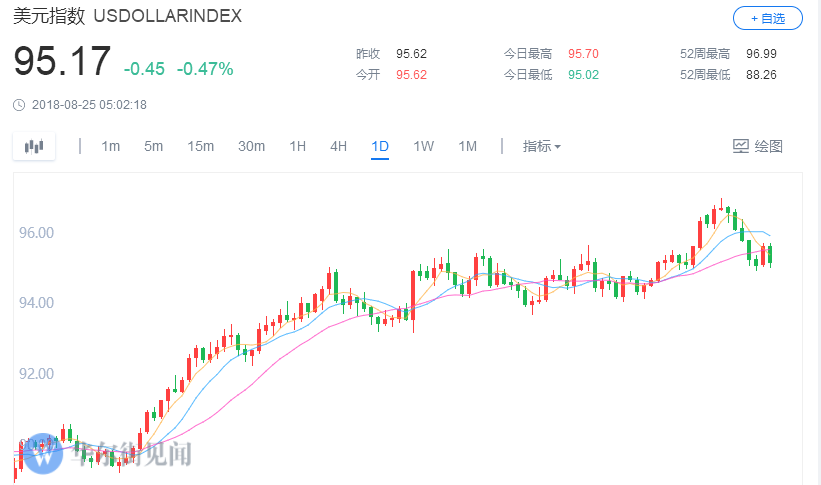 美元指数 USDOLLARINDEX
+ 自选
95.17 -0.45 -0.47%
昨收 95.62 今日最高 95.70 52周最高 96.99
今开 95.62 今日最低 95.02 52周最低 88.26
2018-08-25 05:02:18
1m 5m 15m 30m 1H 4H 1D 1W 1M 指标 绘图
96.00
94.00
92.00
W 华尔街见闻